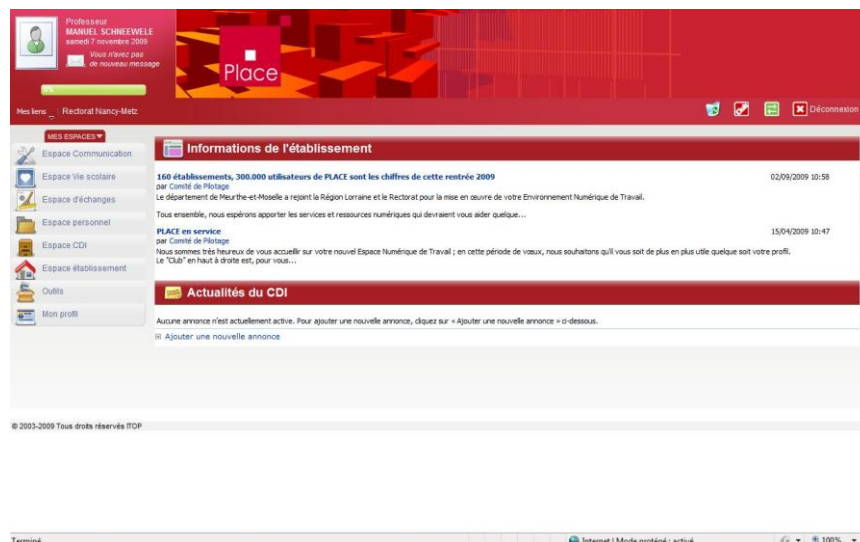 Professeur
MANUEL SCHNEEWELE
samedi 7 novembre 2009
Vous n'avez pas
de nouveau message
Place
Mes liens
Rectorat Nancy-Metz
Déconnexion
MES ESPACES
Espace Communication
Espace Vie scolaire
Espace d'échanges
Espace personnel
Espace CDI
Espace établissement
Outils
Mon profil
Informations de l'établissement
160 établissements, 300.000 utilisateurs de PLACE sont les chiffres de cette rentrée 2009 02/09/2009 10:58
par Comité de Pilotage
Le département de Meurthe-et-Moselle a rejoint la Région Lorraine et le Rectorat pour la mise en œuvre de votre Environnement Numérique de Travail.
Tous ensemble, nous espérons apporter les services et ressources numériques qui devraient vous aider quelque...
PLACE en service 15/04/2009 10:47
par Comité de Pilotage
Nous sommes très heureux de vous accueillir sur votre nouvel Espace Numérique de Travail ; en cette période de vœux, nous souhaitons qu'il vous soit de plus en plus utile quelque soit votre profil.
Le "Club" en haut à droite est, pour vous...
Actualités du CDI
Aucune annonce n'est actuellement active. Pour ajouter une nouvelle annonce, cliquez sur « Ajouter une nouvelle annonce » ci-dessous.
Ajouter une nouvelle annonce
© 2003-2009 Tous droits réservés ITOP
Terminé
Internet | Mode protégé : activé
100%